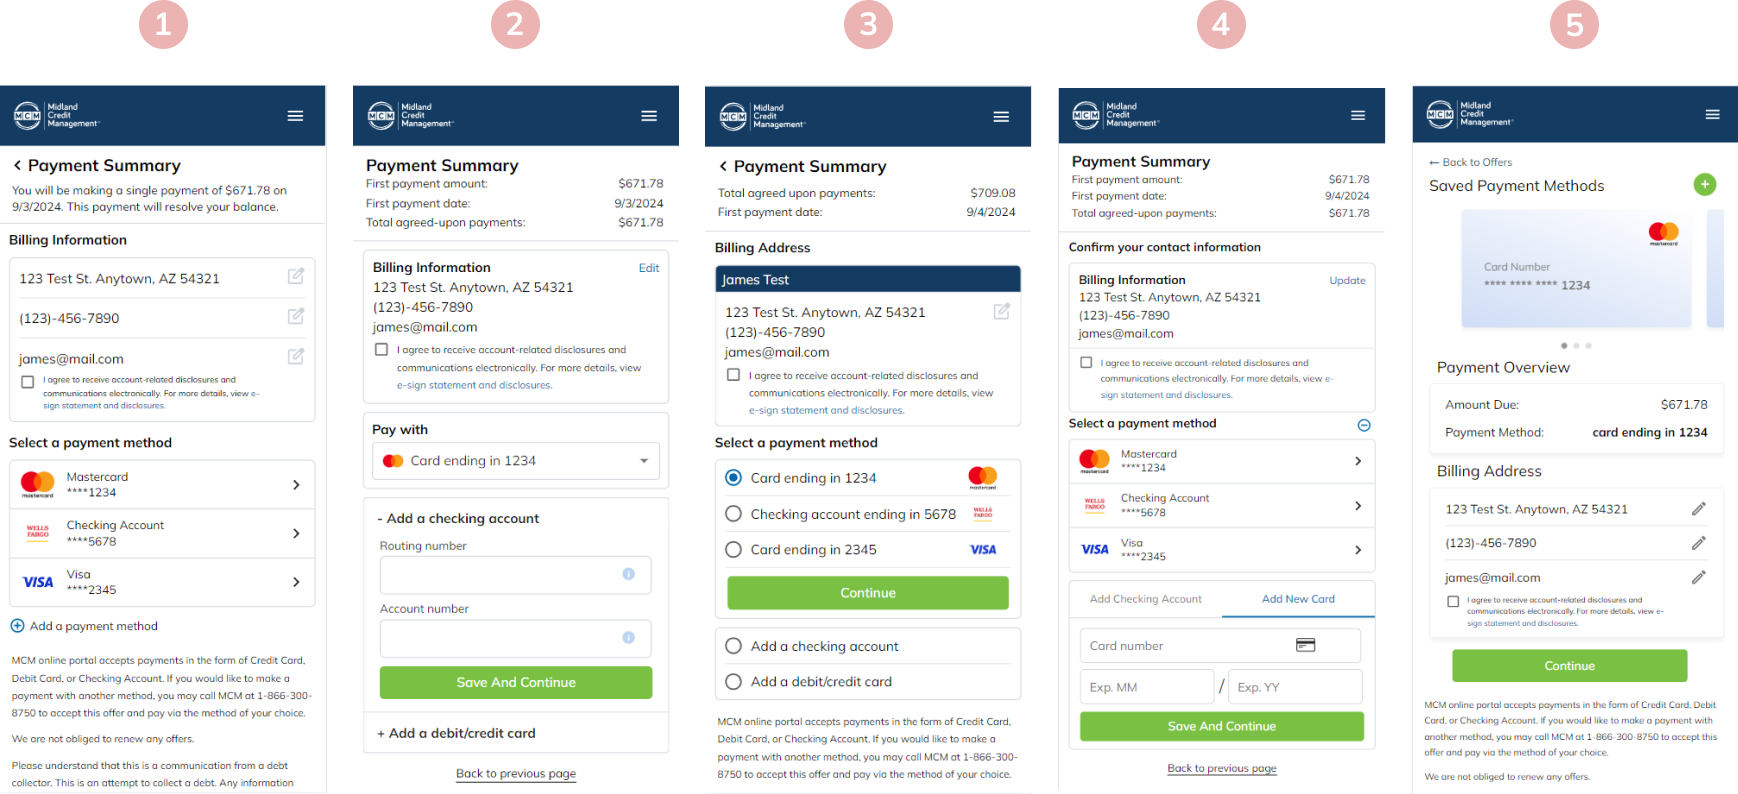 1
Midland
Credit
Management™
MCM
Payment Summary
You will be making a single payment of $671.78 on
9/3/2024. This payment will resolve your balance.
Billing Information
123 Test St. Anytown, AZ 54321
(123)-456-7890
james@mail.com
I agree to receive account-related disclosures and
communications electronically. For more details, view e-
sign statement and disclosures.
Select a payment method
mastercard
Mastercard
****1234
WELLS
FARGO
Checking Account
****5678
VISA
Visa
****2345
Add a payment method
MCM online portal accepts payments in the form of Credit Card,
Debit Card, or Checking Account. If you would like to make a
payment with another method, you may call MCM at 1-866-300-
8750 to accept this offer and pay via the method of your choice.
We are not obliged to renew any offers.
Please understand that this is a communication from a debt
collector. This is an attempt to collect a debt. Any information
2
Midland
Credit
Management™
MCM
Payment Summary
First payment amount: $671.78
First payment date: 9/3/2024
Total agreed-upon payments: $671.78
Billing Information Edit
123 Test St. Anytown, AZ 54321
(123)-456-7890
james@mail.com
I agree to receive account-related disclosures and
communications electronically. For more details, view
e-sign statement and disclosures.
Pay with
Card ending in 1234
- Add a checking account
Routing number
Account number
Save And Continue
+ Add a debit/credit card
Back to previous page
3
Midland
Credit
Management™
MCM
Payment Summary
Total agreed upon payments: $709.08
First payment date: 9/4/2024
Billing Address
James Test
123 Test St. Anytown, AZ 54321
(123)-456-7890
james@mail.com
I agree to receive account-related disclosures and
communications electronically. For more details, view
e-sign statement and disclosures.
Select a payment method
Card ending in 1234
mastercard
Checking account ending in 5678
WELLS
FARGO
Card ending in 2345 VISA
Continue
Add a checking account
Add a debit/credit card
MCM online portal accepts payments in the form of Credit Card,
Debit Card, or Checking Account. If you would like to make a
payment with another method, you may call MCM at 1-866-300-
8750 to accept this offer and pay via the method of your choice.
4
Midland
Credit
Management™
MCM
Payment Summary
First payment amount: $671.78
First payment date: 9/4/2024
Total agreed-upon payments: $671.78
Confirm your contact information
Billing Information Update
123 Test St. Anytown, AZ 54321
(123)-456-7890
james@mail.com
I agree to receive account-related disclosures and
communications electronically. For more details, view e-
sign statement and disclosures.
Select a payment method
mastercard
Mastercard
****1234
WELLS
FARGO
Checking Account
****5678
VISA
Visa
****2345
Add Checking Account Add New Card
Card number
Exp. MM / Exp. YY
Save And Continue
Back to previous page
5
Midland
Credit
Management™
MCM
← Back to Offers
Saved Payment Methods
mastercard
Card Number
**** **** **** 1234
Payment Overview
Amount Due: $671.78
Payment Method: card ending in 1234
Billing Address
123 Test St. Anytown, AZ 54321
(123)-456-7890
james@mail.com
I agree to receive account-related disclosures and
communications electronically. For more details, view e-
sign statement and disclosures.
Continue
MCM online portal accepts payments in the form of Credit Card, Debit
Card, or Checking Account. If you would like to make a payment with
another method, you may call MCM at 1-866-300-8750 to accept this
offer and pay via the method of your choice.
We are not obliged to renew any offers.